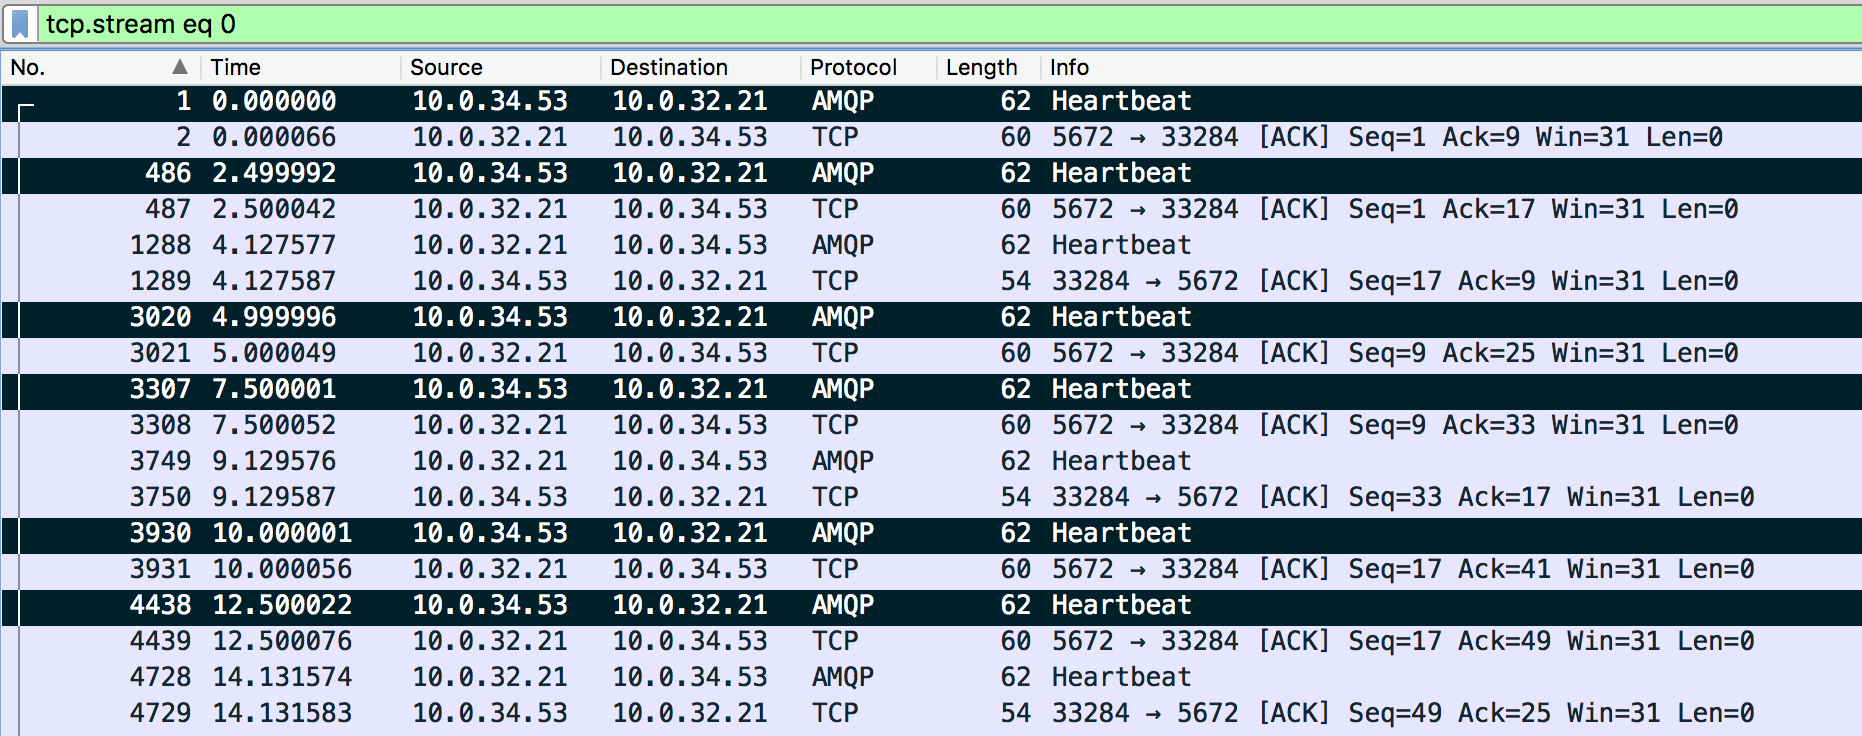 tcp.stream eq 0
No. Time Source Destination Protocol Length Info
1 0.000000 10.0.34.53 10.0.32.21 AMQP 62 Heartbeat
2 0.000066 10.0.32.21 10.0.34.53 TCP 60 5672 → 33284 [ACK] Seq=1 Ack=9 Win=31 Len=0
486 2.499992 10.0.34.53 10.0.32.21 AMQP 62 Heartbeat
487 2.500042 10.0.32.21 10.0.34.53 TCP 60 5672 → 33284 [ACK] Seq=1 Ack=17 Win=31 Len=0
1288 4.127577 10.0.32.21 10.0.34.53 AMQP 62 Heartbeat
1289 4.127587 10.0.34.53 10.0.32.21 TCP 54 33284 → 5672 [ACK] Seq=17 Ack=9 Win=31 Len=0
3020 4.999996 10.0.34.53 10.0.32.21 AMQP 62 Heartbeat
3021 5.000049 10.0.32.21 10.0.34.53 TCP 60 5672 → 33284 [ACK] Seq=9 Ack=25 Win=31 Len=0
3307 7.500001 10.0.34.53 10.0.32.21 AMQP 62 Heartbeat
3308 7.500052 10.0.32.21 10.0.34.53 TCP 60 5672 → 33284 [ACK] Seq=9 Ack=33 Win=31 Len=0
3749 9.129576 10.0.32.21 10.0.34.53 AMQP 62 Heartbeat
3750 9.129587 10.0.34.53 10.0.32.21 TCP 54 33284 → 5672 [ACK] Seq=33 Ack=17 Win=31 Len=0
3930 10.000001 10.0.34.53 10.0.32.21 AMQP 62 Heartbeat
3931 10.000056 10.0.32.21 10.0.34.53 TCP 60 5672 → 33284 [ACK] Seq=17 Ack=41 Win=31 Len=0
4438 12.500022 10.0.34.53 10.0.32.21 AMQP 62 Heartbeat
4439 12.500076 10.0.32.21 10.0.34.53 TCP 60 5672 → 33284 [ACK] Seq=17 Ack=49 Win=31 Len=0
4728 14.131574 10.0.32.21 10.0.34.53 AMQP 62 Heartbeat
4729 14.131583 10.0.34.53 10.0.32.21 TCP 54 33284 → 5672 [ACK] Seq=49 Ack=25 Win=31 Len=0